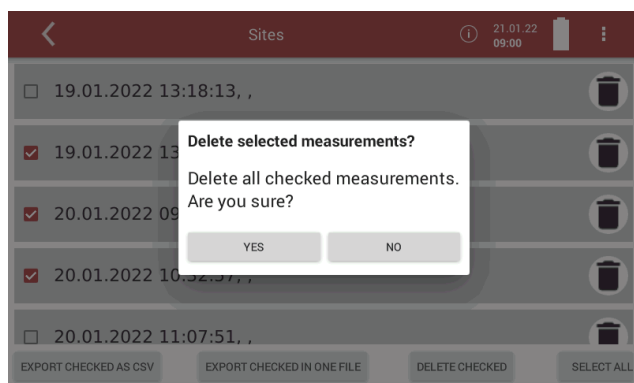 Sites
21.01.22
09:00
19.01.2022 13:18:13, ,
19.01.2022 13
20.01.2022 09
20.01.2022 10:52:57, ,
20.01.2022 11:07:51, ,
Delete selected measurements?
Delete all checked measurements.
Are you sure?
YES
NO
EXPORT CHECKED AS CSV
EXPORT CHECKED IN ONE FILE
DELETE CHECKED
SELECT ALL